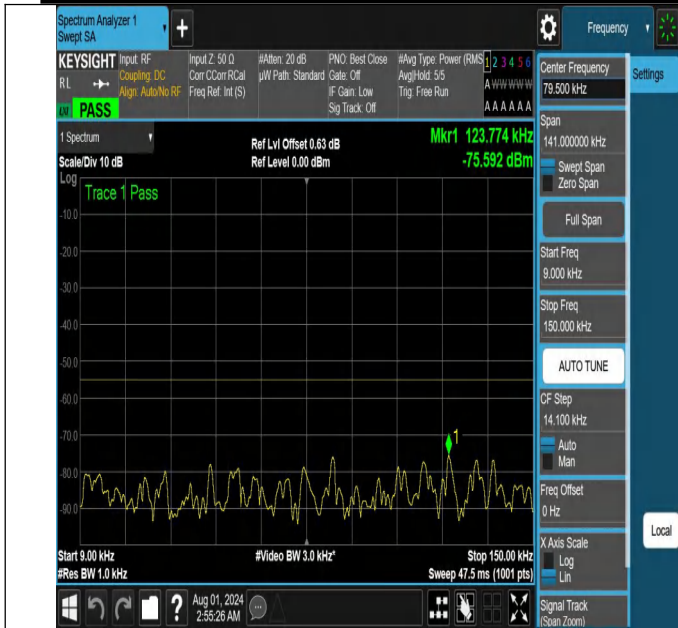 Spectrum Analyzer 1
Swept SA
+
Frequency
KEYSIGHT
RL
LXI
PASS
Input: RF
Coupling: DC
Align: Auto/No RF
Input Z: 50 Ω
Corr CCorr RCal
Freq Ref: Int (S)
#Atten: 20 dB
µW Path: Standard
PNO: Best Close
Gate: Off
IF Gain: Low
Sig Track: Off
#Avg Type: Power (RMS
Avg|Hold: 5/5
Trig: Free Run
1 2 3 4 5 6
A W W W W W
A A A A A A
1 Spectrum
Scale/Div 10 dB
Ref Lvl Offset 0.63 dB
Ref Level 0.00 dBm
Mkr1 123.774 kHz
-75.592 dBm
Log
Trace 1 Pass
-10.0
-20.0
-30.0
-40.0
-50.0
-60.0
-70.0
-80.0
-90.0
1
Start 9.00 kHz
#Res BW 1.0 kHz
#Video BW 3.0 kHz*
Stop 150.00 kHz
Sweep 47.5 ms (1001 pts)
?
Aug 01, 2024
2:55:26 AM
Center Frequency
79.500 kHz
Settings
Span
141.000000 kHz
Swept Span
Zero Span
Full Span
Start Freq
9.000 kHz
Stop Freq
150.000 kHz
AUTO TUNE
CF Step
14.100 kHz
Auto
Man
Freq Offset
0 Hz
Local
X Axis Scale
Log
Lin
Signal Track
(Span Zoom)